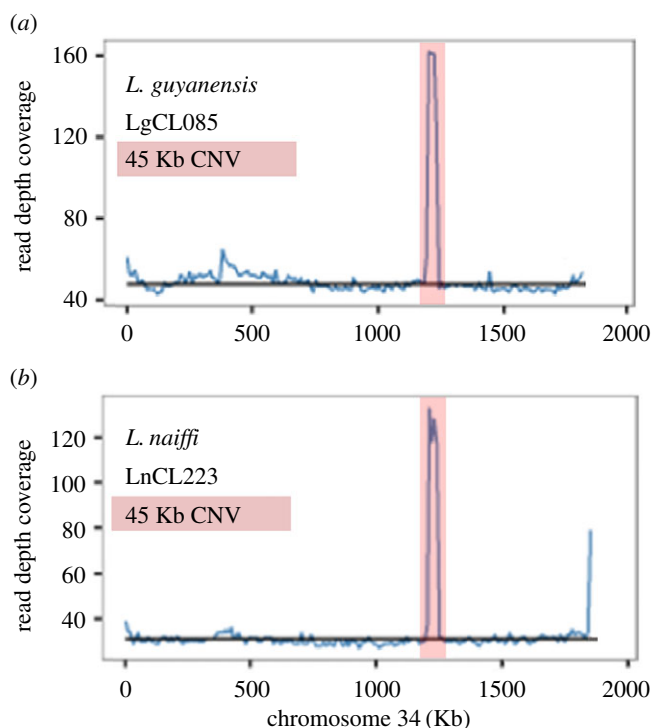 (a)
160
120
80
40
read depth coverage
L. guyanensis
LgCL085
45 Kb CNV
0 500 1000 1500 2000
(b)
120
100
80
60
40
read depth coverage
L. naiffi
LnCL223
45 Kb CNV
0 500 1000 1500 2000
chromosome 34 (Kb)